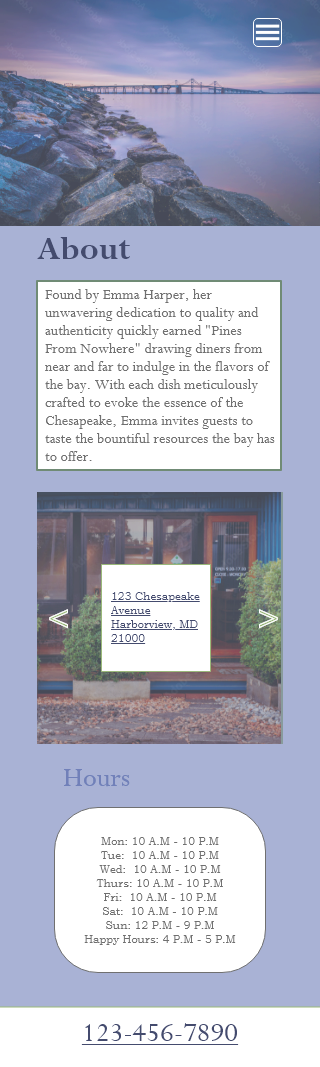 About
Found by Emma Harper, her
unwavering dedication to quality and
authenticity quickly earned "Pines
From Nowhere" drawing diners from
near and far to indulge in the flavors of
the bay. With each dish meticulously
crafted to evoke the essence of the
Chesapeake, Emma invites guests to
taste the bountiful resources the bay has
to offer.
<
123 Chesapeake
Avenue
Harborview, MD
21000
>
Hours
Mon: 10 A.M - 10 P.M
Tue: 10 A.M - 10 P.M
Wed: 10 A.M - 10 P.M
Thurs: 10 A.M - 10 P.M
Fri: 10 A.M - 10 P.M
Sat: 10 A.M - 10 P.M
Sun: 12 P.M - 9 P.M
Happy Hours: 4 P.M - 5 P.M
123-456-7890